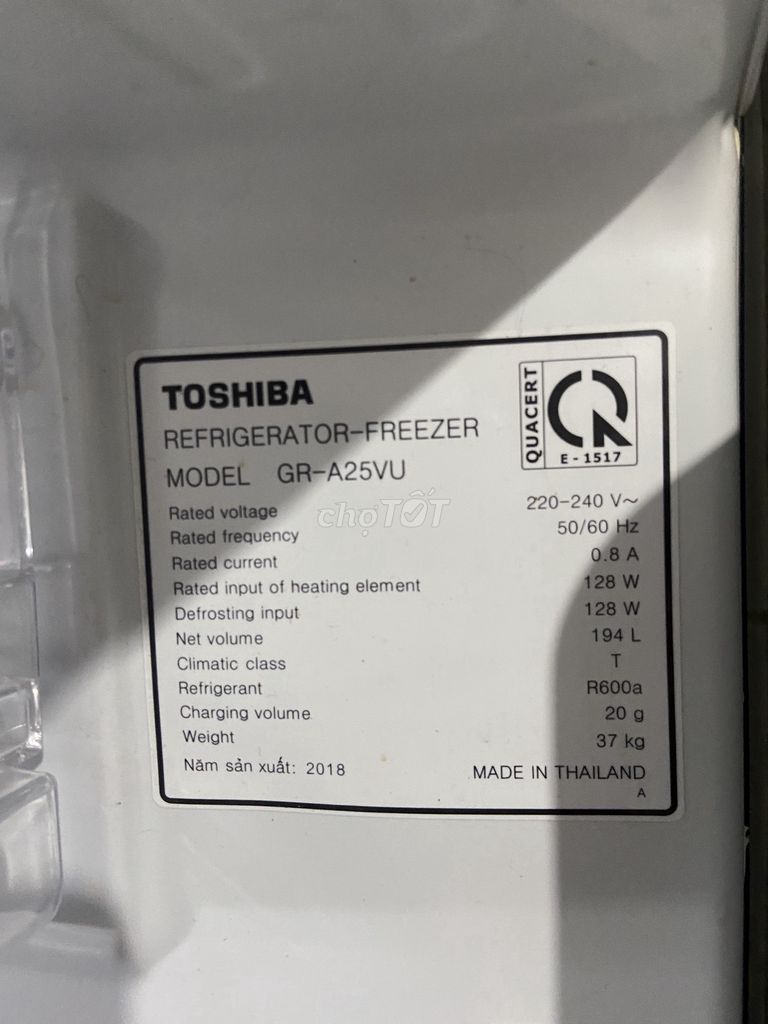 TOSHIBA
REFRIGERATOR-FREEZER
MODEL GR-A25VU
QUACERT
E - 1517
Rated voltage 220-240 V~
Rated frequency 50/60 Hz
Rated current 0.8 A
Rated input of heating element 128 W
Defrosting input 128 W
Net volume 194 L
Climatic class T
Refrigerant R600a
Charging volume 20 g
Weight 37 kg
Năm sản xuất: 2018 MADE IN THAILAND
A
chợTỐT